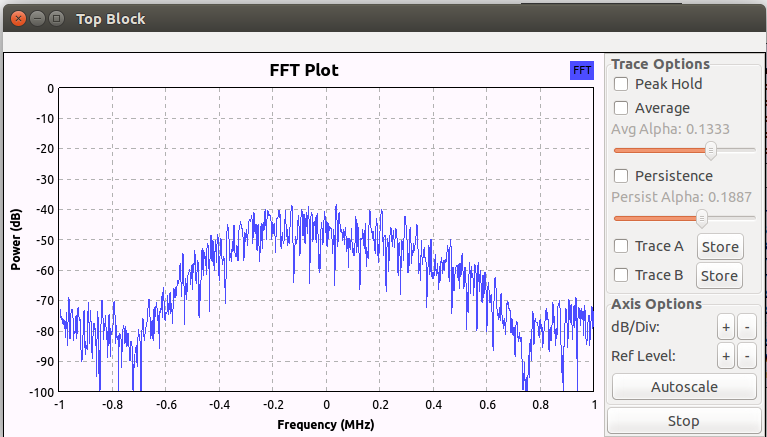 Top Block
FFT Plot
FFT
0
-10
-20
-30
-40
-50
-60
-70
-80
-90
-100
Power (dB)
-1 -0.8 -0.6 -0.4 -0.2 0 0.2 0.4 0.6 0.8 1
Frequency (MHz)
Trace Options
Peak Hold
Average
Avg Alpha: 0.1333
Persistence
Persist Alpha: 0.1887
Trace A Store
Trace B Store
Axis Options
dB/Div: + -
Ref Level: + -
Autoscale
Stop